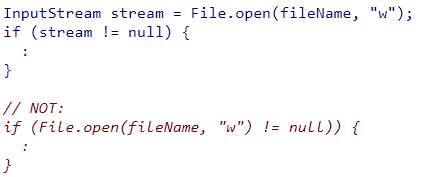 InputStream stream = File.open(fileName, "w");
if (stream != null) {
  :
}
// NOT:
if (File.open(fileName, "w") != null)) {
  :
}